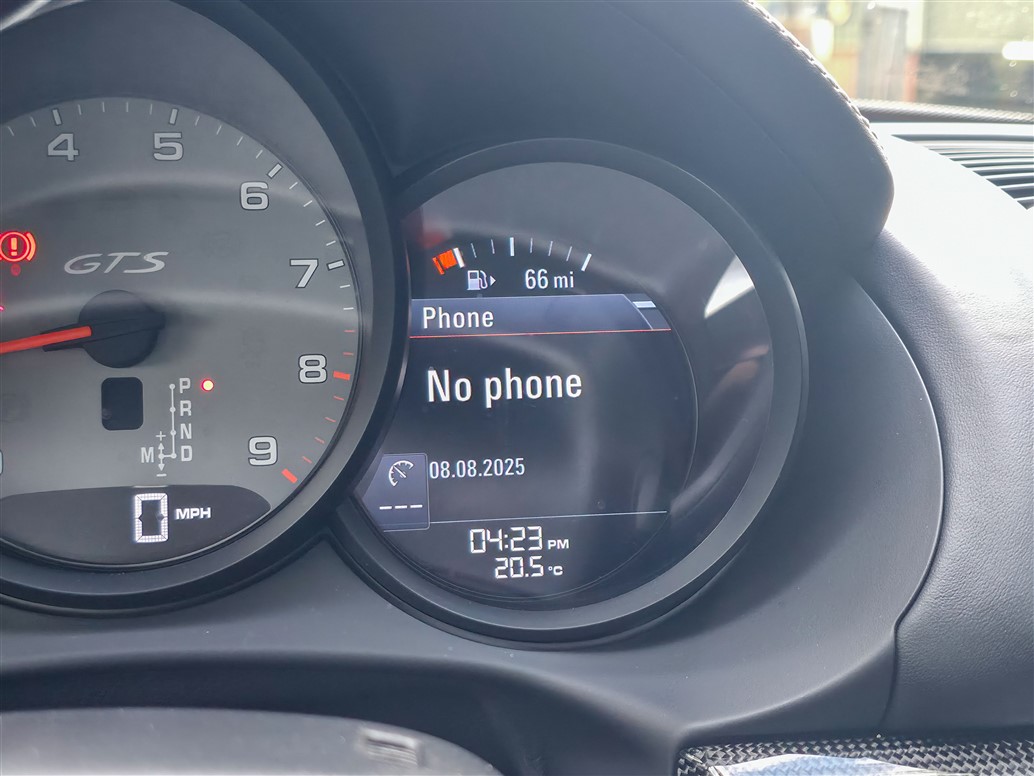 4
5
6
7
8
9
GTS
P
R
N
M D
+
-
0 MPH
66 mi
Phone
No phone
08.08.2025
---
04:23 PM
20.5 °C